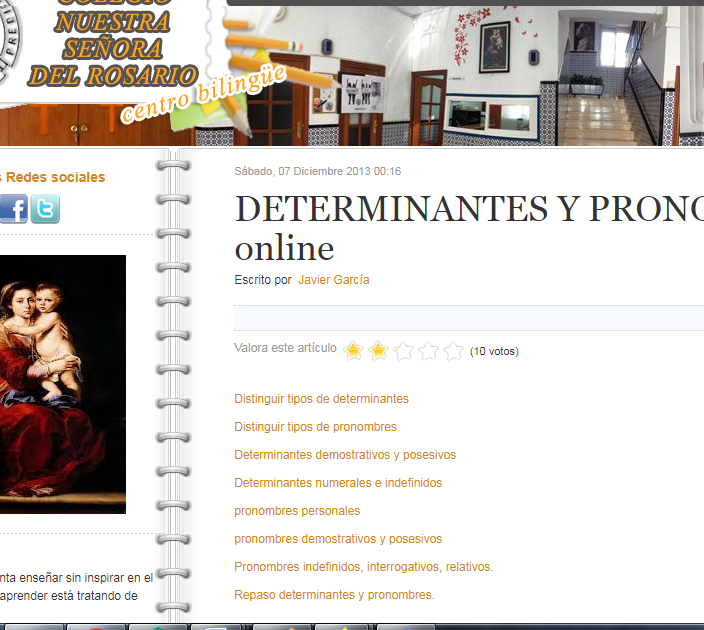 COLEGIO
NUESTRA
SEÑORA
DEL ROSARIO
centro bilingüe
Redes sociales
Sábado, 07 Diciembre 2013 00:16
DETERMINANTES Y PRONO
online
Escrito por Javier García
Valora este artículo (10 votos)
Distinguir tipos de determinantes
Distinguir tipos de pronombres
Determinantes demostrativos y posesivos
Determinantes numerales e indefinidos
pronombres personales
pronombres demostrativos y posesivos
Pronombres indefinidos, interrogativos, relativos.
Repaso determinantes y pronombres.
nta enseñar sin inspirar en el
aprender está tratando de